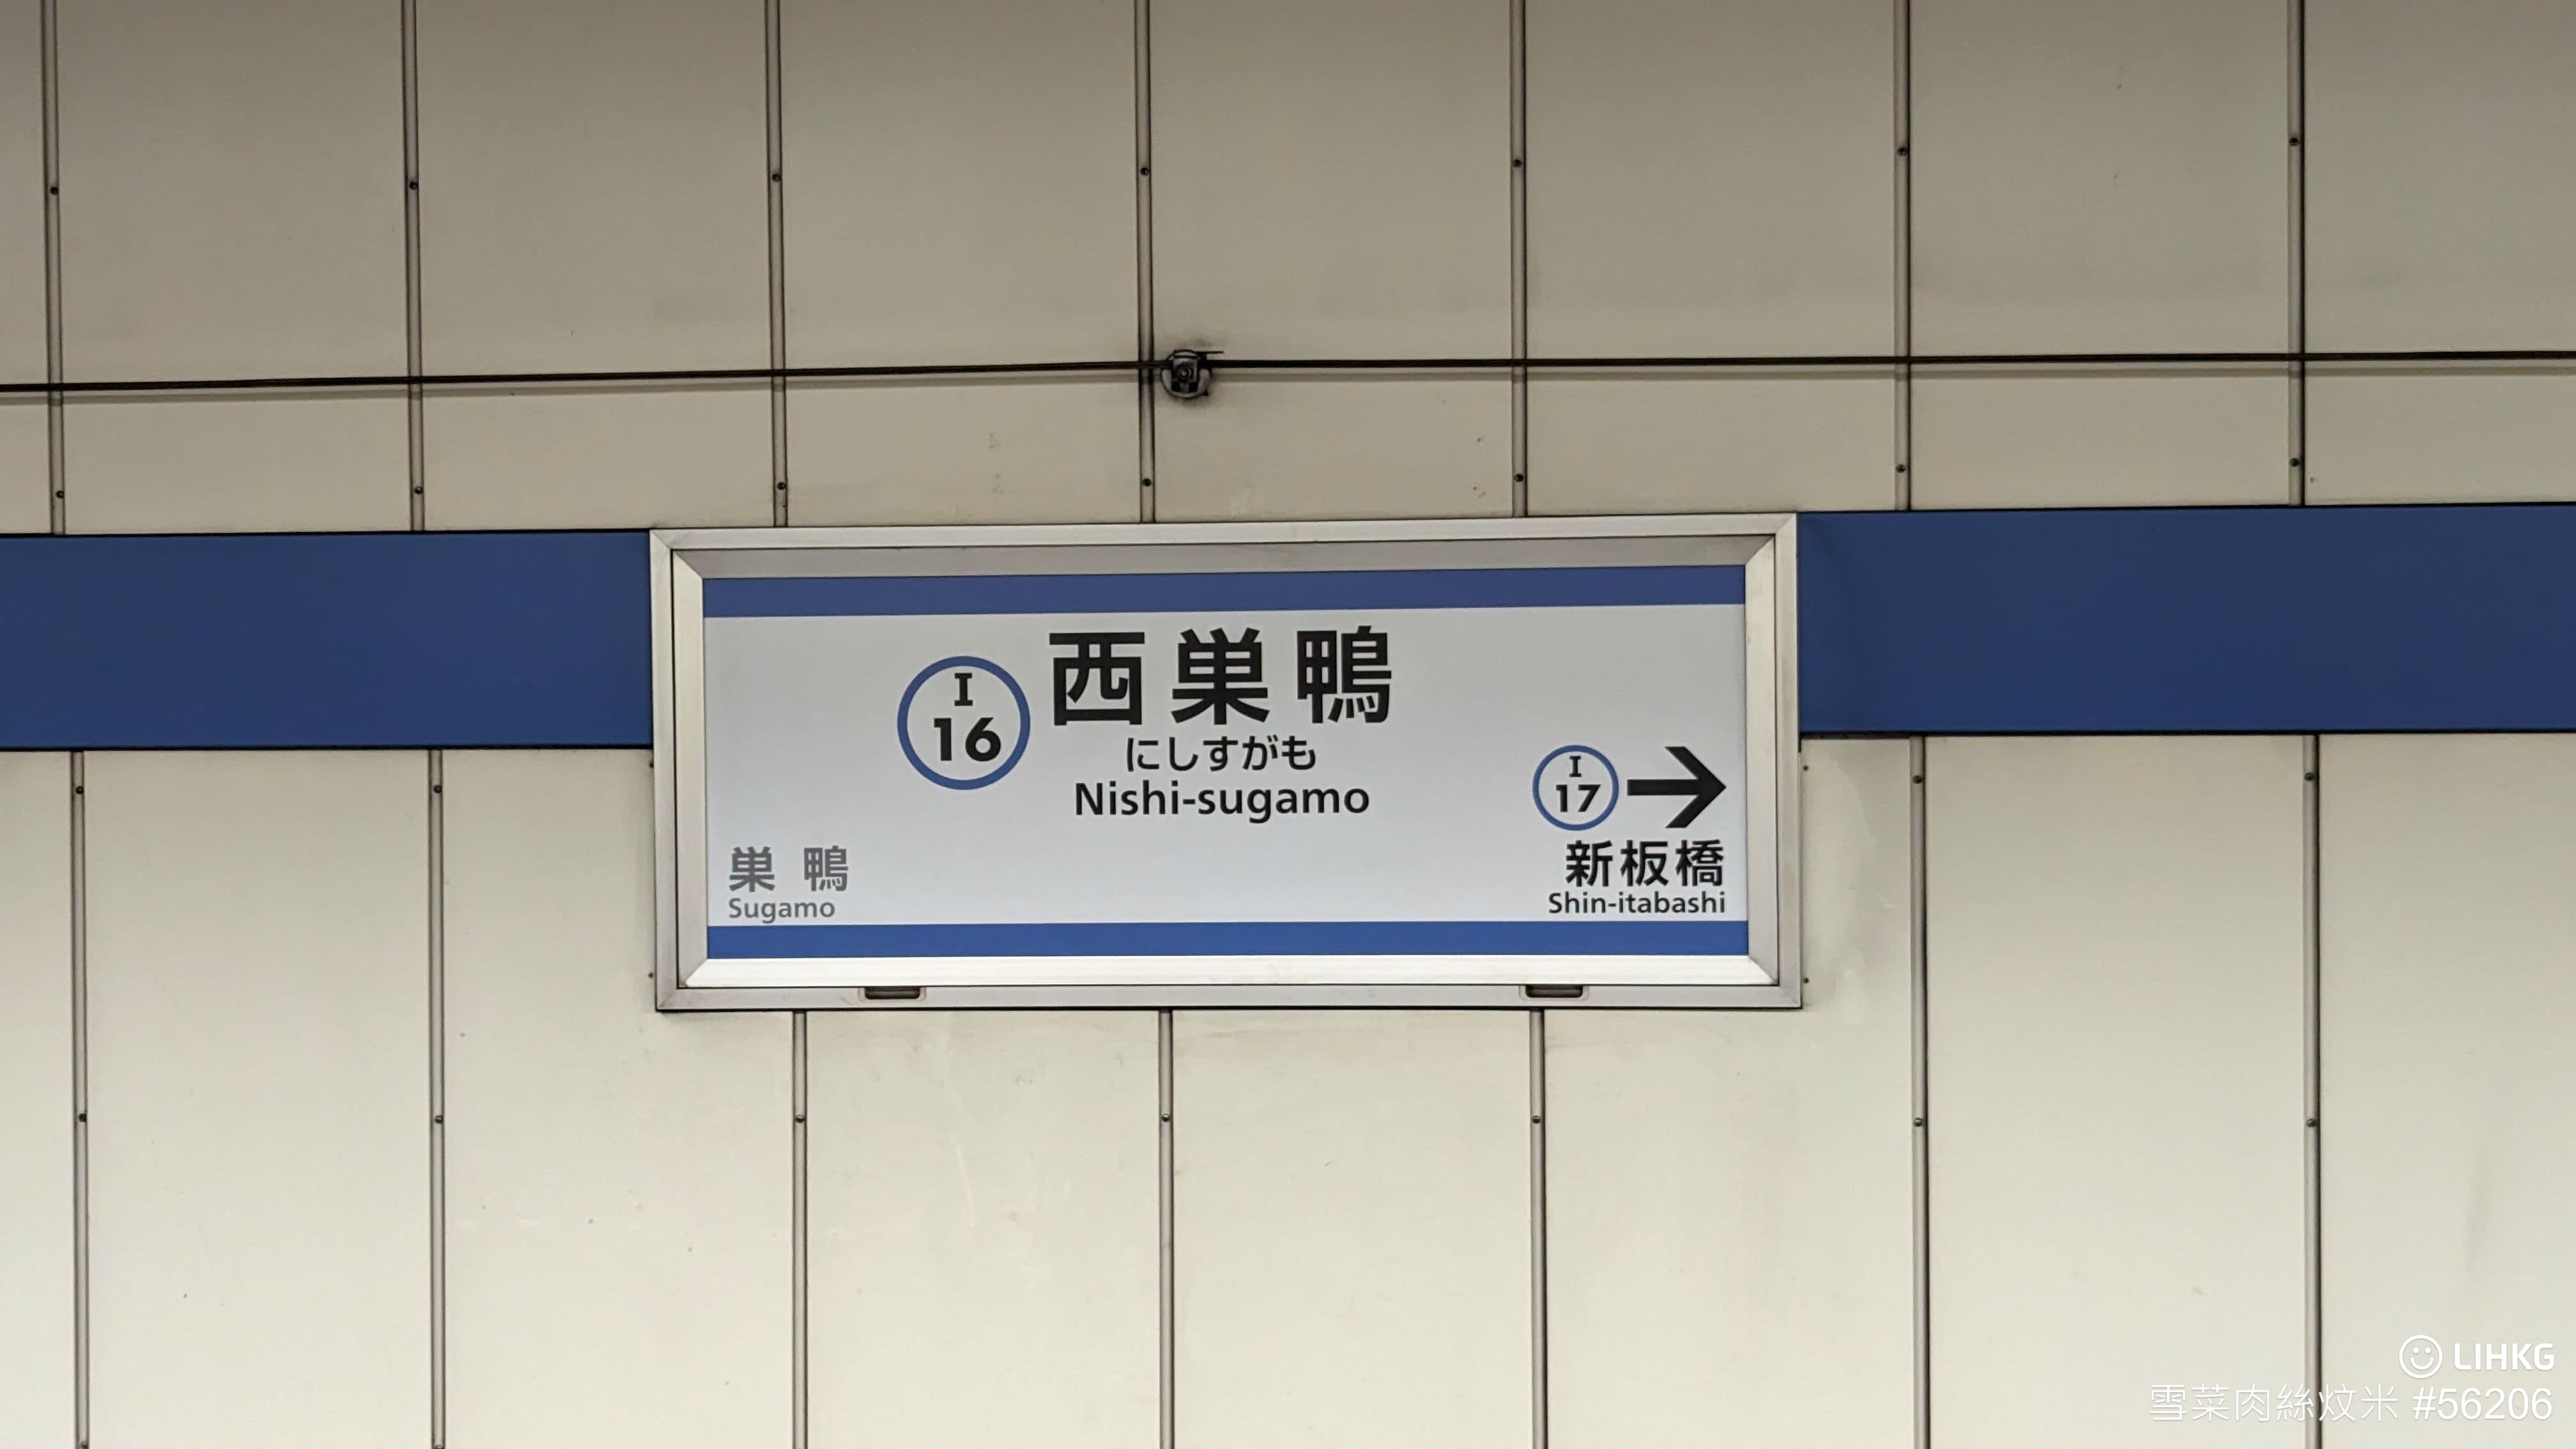 I
16
西巣鴨
にしすがも
Nishi-sugamo
I
17
→
新板橋
Shin-itabashi
巣鴨
Sugamo
LIHKG
雪菜肉絲炆米 #56206